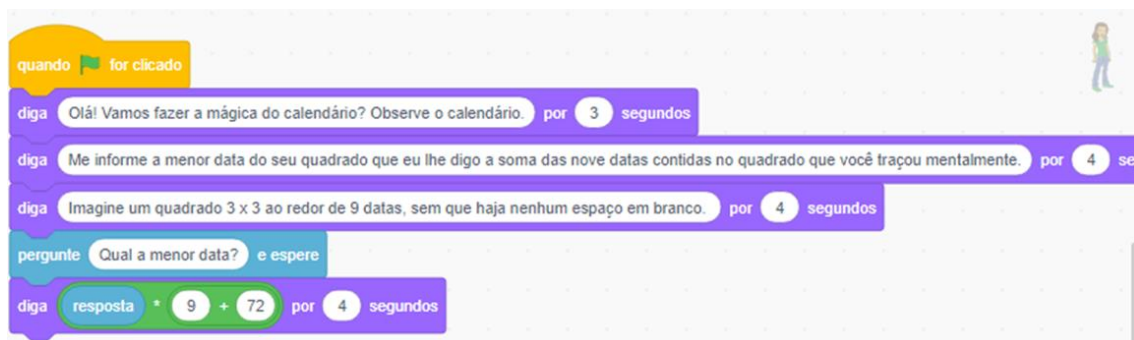 quando for clicado
diga Olá! Vamos fazer a mágica do calendário? Observe o calendário. por 3 segundos
diga Me informe a menor data do seu quadrado que eu lhe digo a soma das nove datas contidas no quadrado que você traçou mentalmente. por 4 se
diga Imagine um quadrado 3 x 3 ao redor de 9 datas, sem que haja nenhum espaço em branco. por 4 segundos
pergunte Qual a menor data? e espere
diga resposta * 9 + 72 por 4 segundos